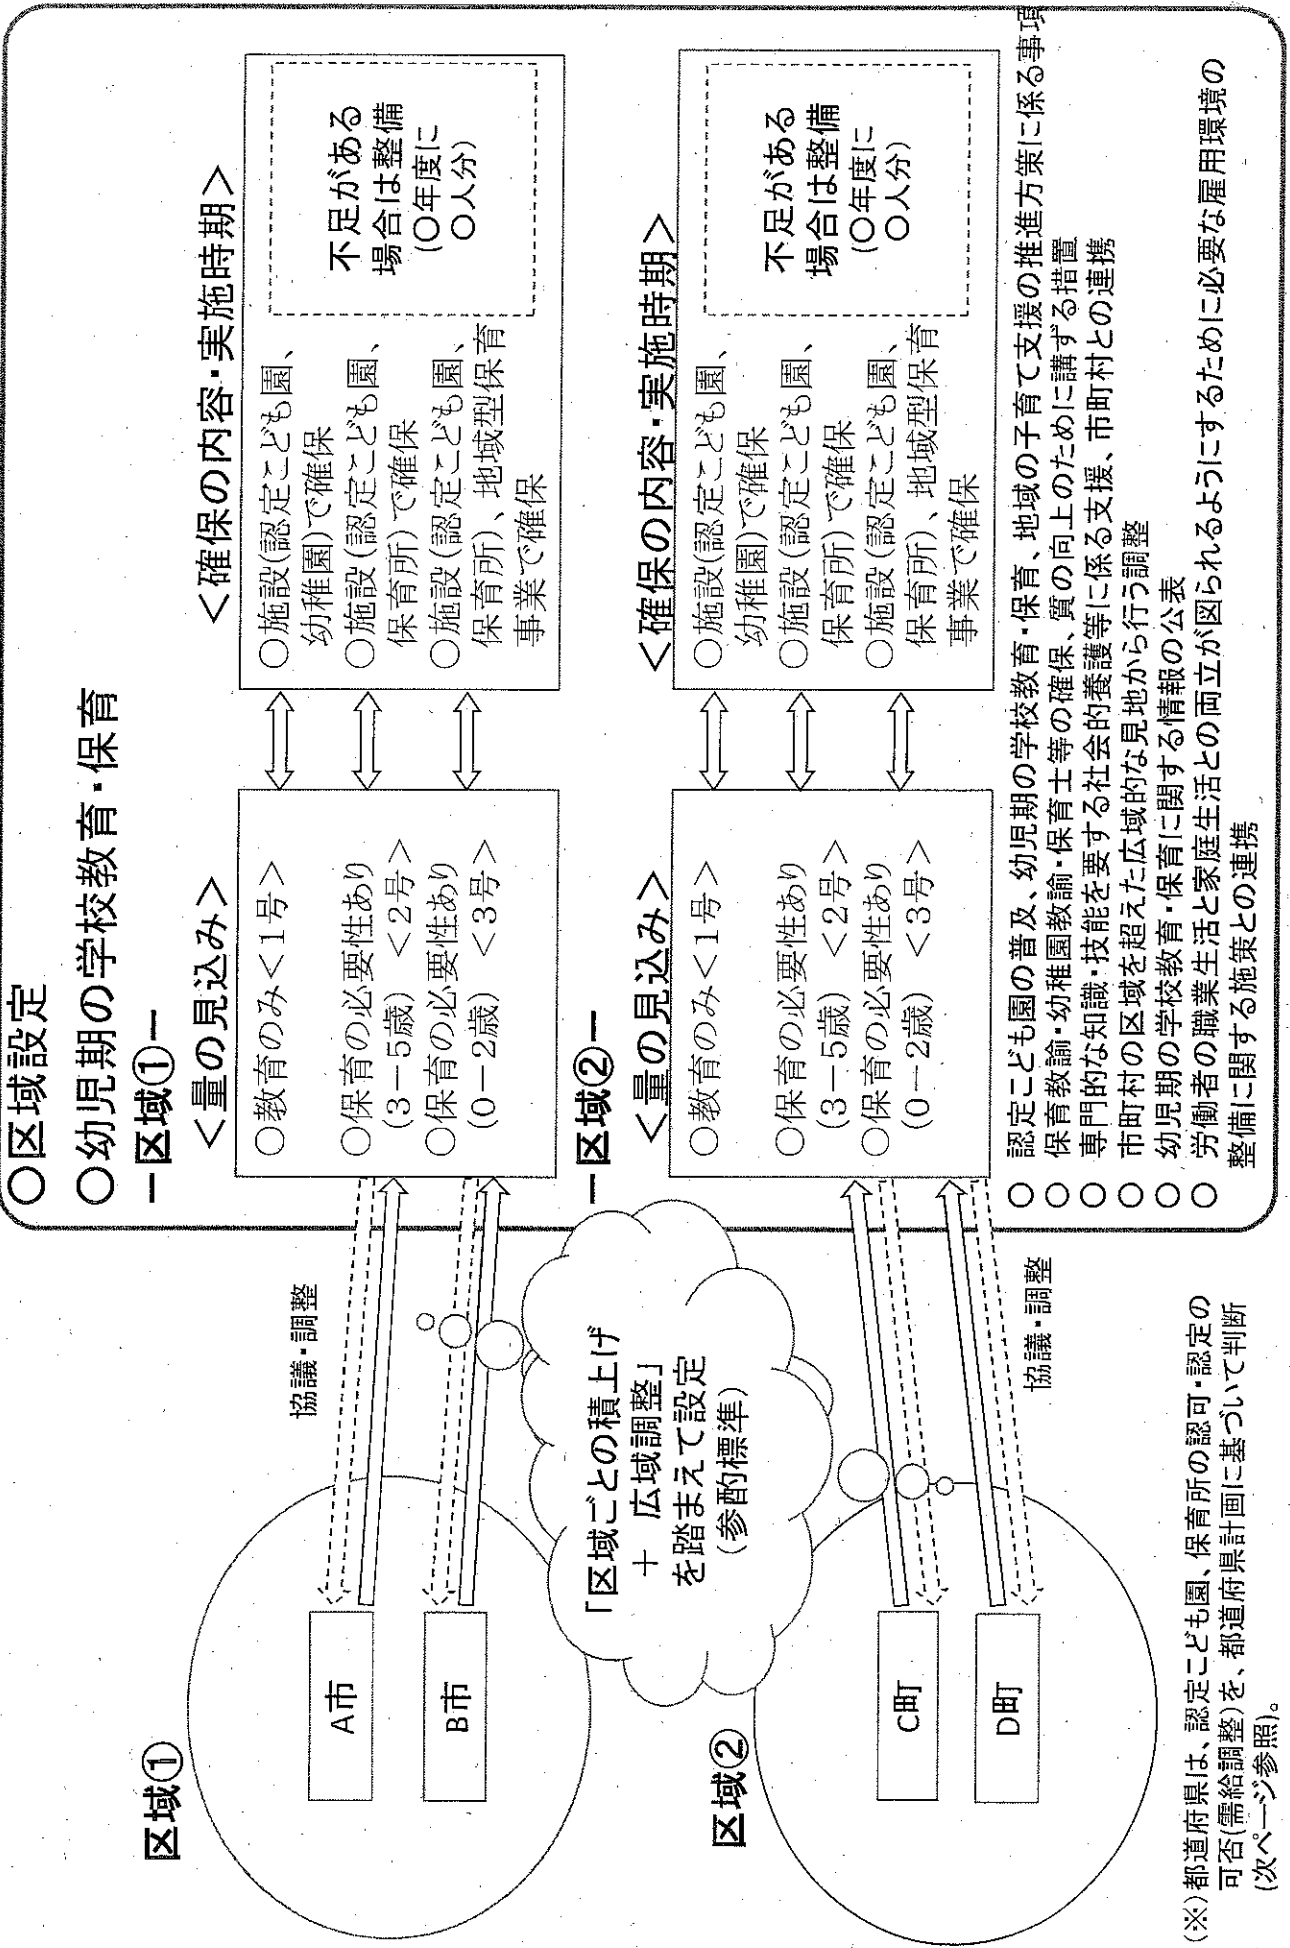 ○区域設定
○幼児期の学校教育・保育
－区域①－
＜量の見込み＞
○教育のみ＜1号＞
○保育の必要性あり
(3－5歳) ＜2号＞
○保育の必要性あり
(0－2歳) ＜3号＞
＜確保の内容・実施時期＞
○施設(認定こども園、
幼稚園)で確保
○施設(認定こども園、
保育所)で確保
○施設(認定こども園、
保育所)、地域型保育
事業で確保
不足がある
場合は整備
(○年度に
○人分)
－区域②－
＜量の見込み＞
○教育のみ＜1号＞
○保育の必要性あり
(3－5歳) ＜2号＞
○保育の必要性あり
(0－2歳) ＜3号＞
＜確保の内容・実施時期＞
○施設(認定こども園、
幼稚園)で確保
○施設(認定こども園、
保育所)で確保
○施設(認定こども園、
保育所)、地域型保育
事業で確保
不足がある
場合は整備
(○年度に
○人分)
○ 認定こども園の普及、幼児期の学校教育・保育、地域の子育て支援の推進方策に係る事項
○ 保育教諭・幼稚園教諭・保育士等の確保、質の向上のために講ずる措置
○ 専門的な知識・技能を要する社会的養護等に係る支援、市町村との連携
○ 市町村の区域を超えた広域的な見地から行う調整
○ 幼児期の学校教育・保育に関する情報の公表
○ 労働者の職業生活と家庭生活との両立が図られるようにするために必要な雇用環境の
整備に関する施策との連携
区域①
A市
B市
協議・調整
「区域ごとの積上げ
＋ 広域調整」
を踏まえて設定
(参酌標準)
区域②
C町
D町
協議・調整
(※)都道府県は、認定こども園、保育所の認可・認定の
可否(需給調整)を、都道府県計画に基づいて判断
(次ページ参照)。